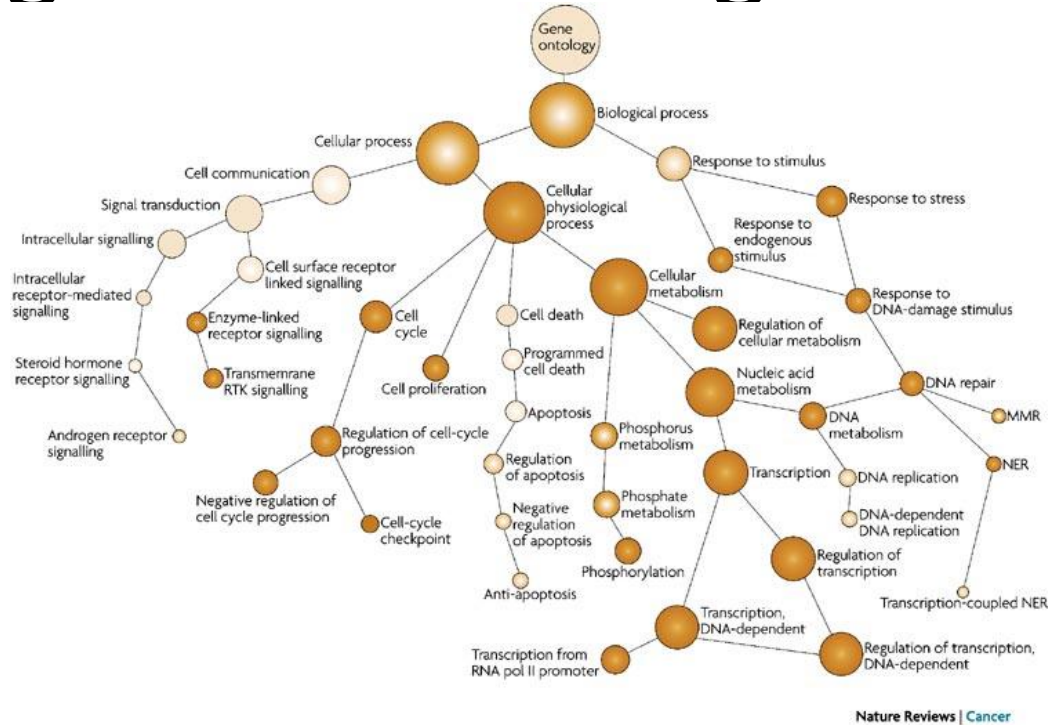 Gene
ontology
Biological process
Cellular process
Response to stimulus
Cell communication
Cellular
physiological
process
Response to stress
Signal transduction
Response to
endogenous
stimulus
Intracellular signalling
Cell surface receptor
linked signalling
Cellular
metabolism
Intracellular
receptor-mediated
signalling
Response to
DNA-damage stimulus
Enzyme-linked
receptor signalling
Cell
cycle
Cell death
Regulation of
cellular metabolism
Steroid hormone
receptor signalling
Transmemrane
RTK signalling
Cell proliferation
Programmed
cell death
Nucleic acid
metabolism
DNA repair
Androgen receptor
signalling
Regulation of cell-cycle
progression
Apoptosis
Phosphorus
metabolism
DNA
metabolism
MMR
Regulation
of apoptosis
Transcription
DNA replication
NER
Negative regulation of
cell cycle progression
Cell-cycle
checkpoint
Negative
regulation
of apoptosis
Phosphate
metabolism
DNA-dependent
DNA replication
Anti-apoptosis
Phosphorylation
Regulation of
transcription
Transcription-coupled NER
Transcription,
DNA-dependent
Transcription from
RNA pol II promoter
Regulation of transcription,
DNA-dependent
Nature Reviews | Cancer